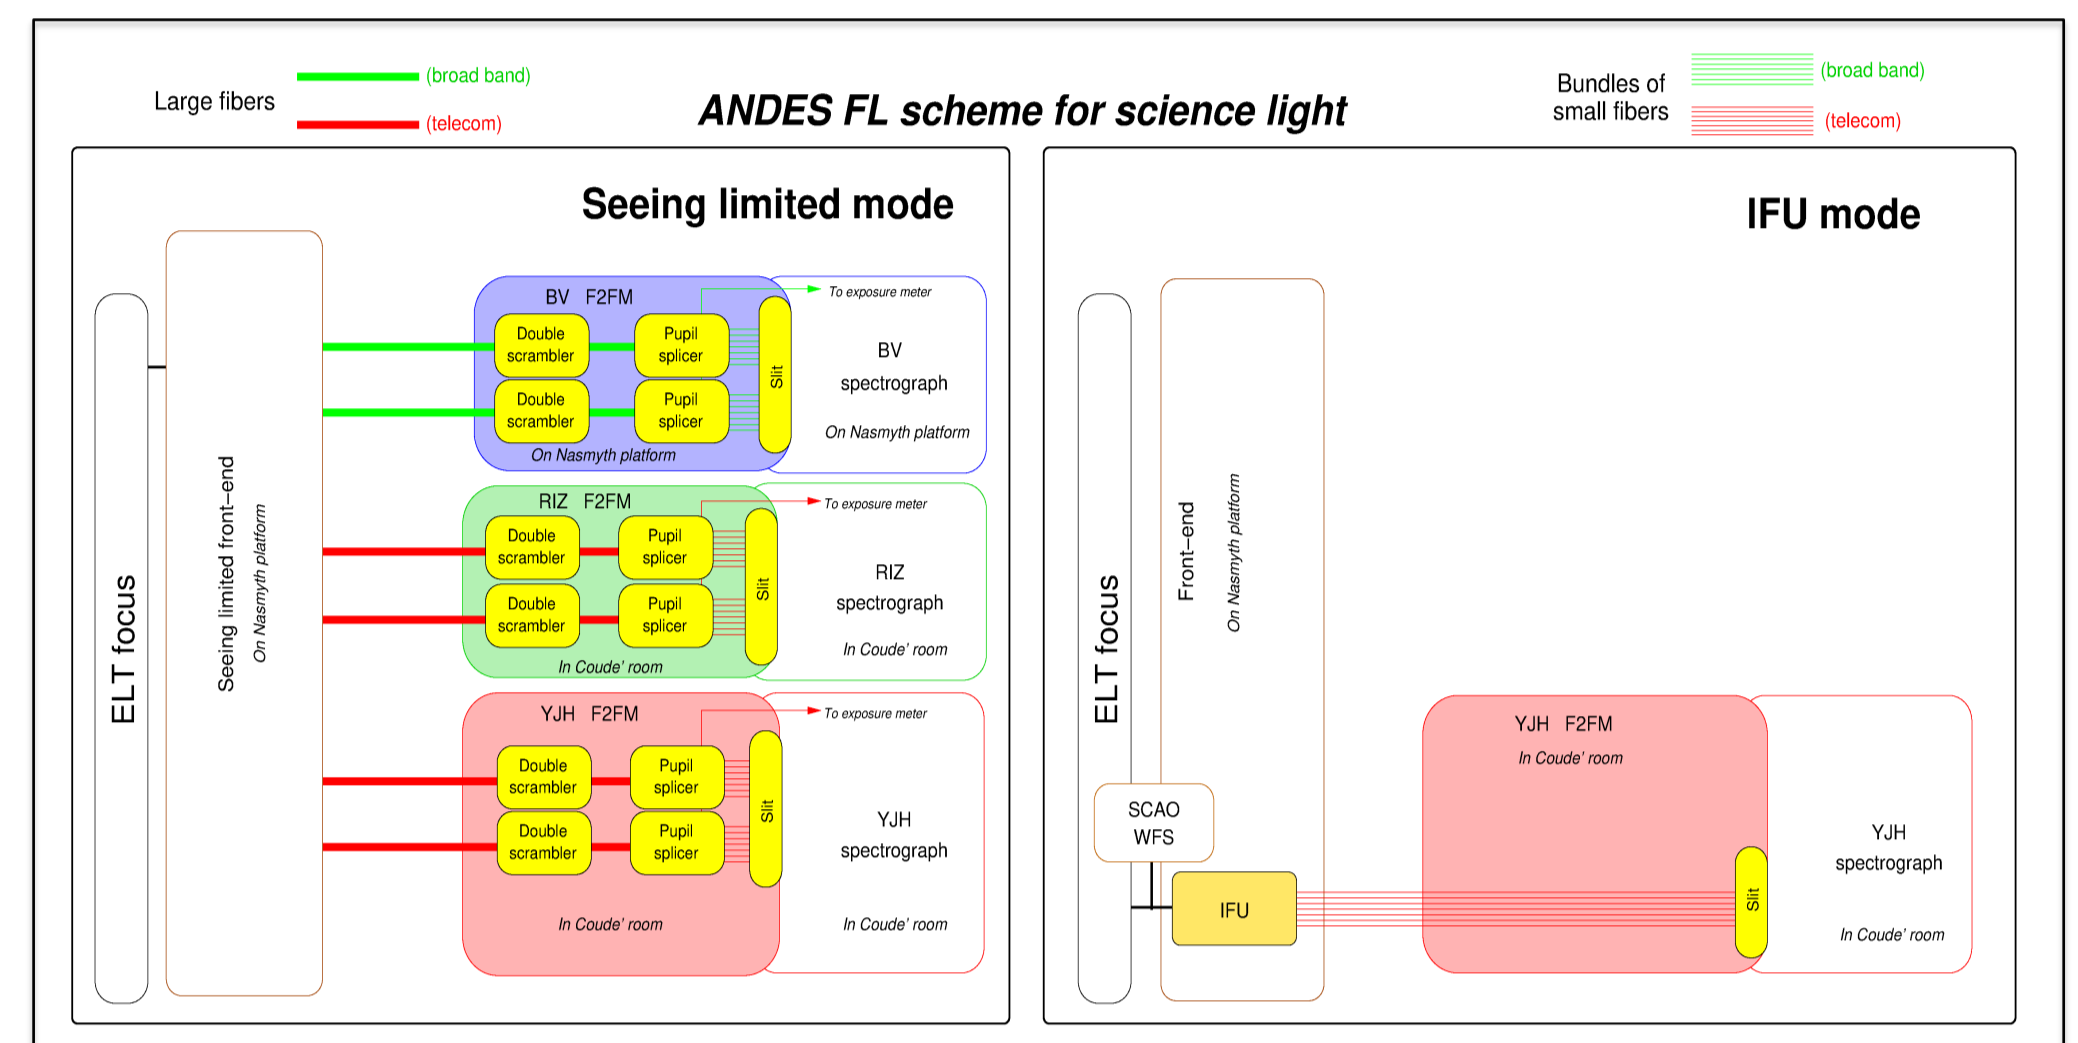 Large fibers
(broad band)
(telecom)
ANDES FL scheme for science light
Bundles of
small fibers
(broad band)
(telecom)
Seeing limited mode
ELT focus
Seeing limilited front-end
On Nasmyth platform
BV F2FM
To exposure meter
Double
scrambler
Pupil
splicer
Double
scrambler
Pupil
splicer
Slit
On Nasmyth platform
BV
spectrograph
On Nasmyth platform
RIZ F2FM
To exposure meter
Double
scrambler
Pupil
splicer
Double
scrambler
Pupil
splicer
Slit
In Coude' room
RIZ
spectrograph
In Coude' room
YJH F2FM
To exposure meter
Double
scrambler
Pupil
splicer
Double
scrambler
Pupil
splicer
Slit
In Coude' room
YJH
spectrograph
In Coude' room
IFU mode
ELT focus
Front-end
On Nasmyth platform
SCAO
WFS
IFU
YJH F2FM
In Coude' room
Slit
YJH
spectrograph
In Coude' room